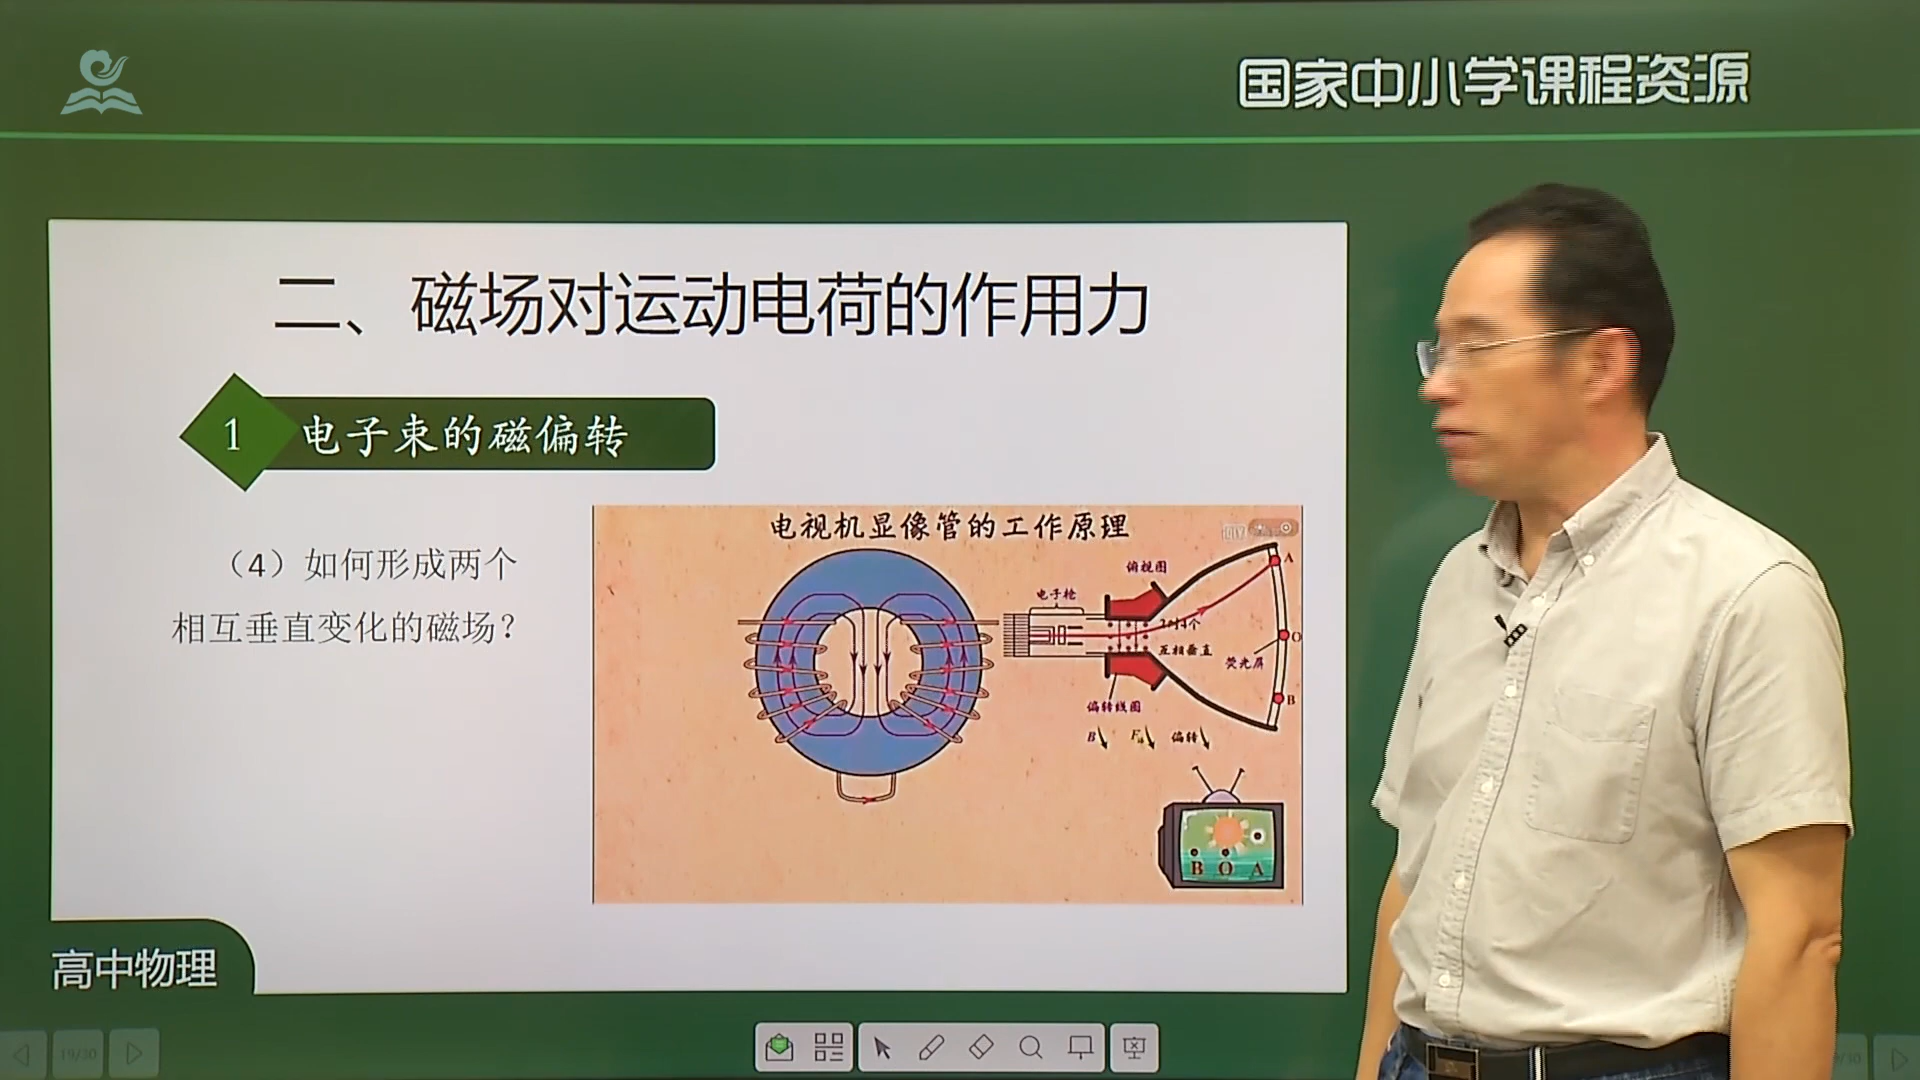 国家中小学课程资源
二、磁场对运动电荷的作用力
1 电子束的磁偏转
（4）如何形成两个
相互垂直变化的磁场？
电视机显像管的工作原理
俯视图
电子枪
A
互相垂直
O
荧光屏
B
偏转线圈
B
偏转
B O A
高中物理
19/30